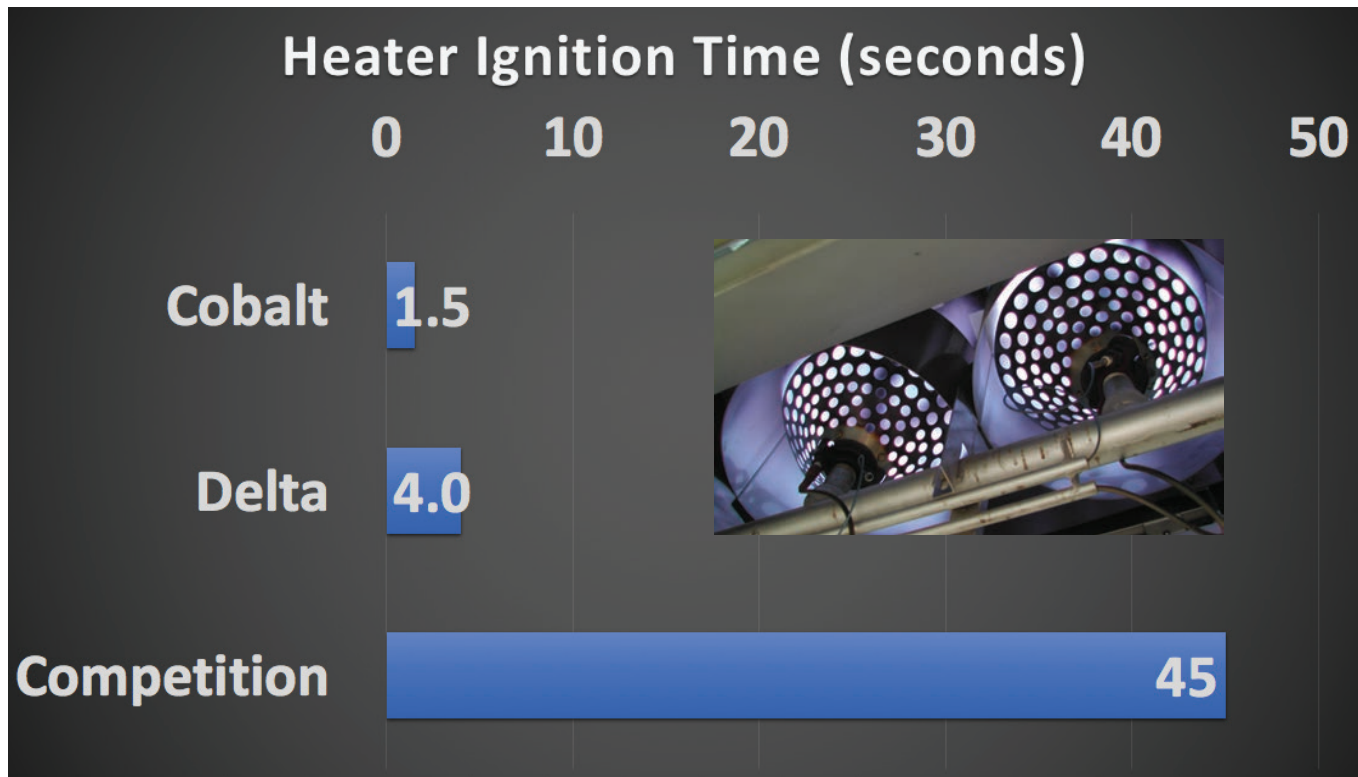 Heater Ignition Time (seconds)
0 10 20 30 40 50
Cobalt 1.5
Delta 4.0
Competition 45